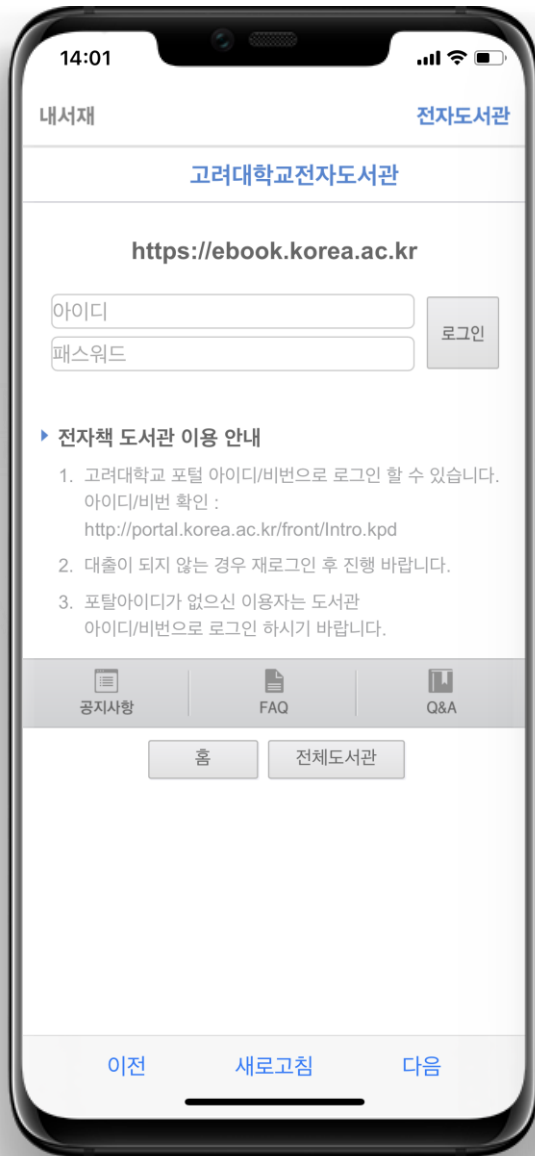 14:01
내서재 전자도서관
고려대학교전자도서관
https://ebook.korea.ac.kr
아이디
패스워드
로그인
전자책 도서관 이용 안내
1. 고려대학교 포털 아이디/비번으로 로그인 할 수 있습니다.
아이디/비번 확인 :
http://portal.korea.ac.kr/front/Intro.kpd
2. 대출이 되지 않는 경우 재로그인 후 진행 바랍니다.
3. 포탈아이디가 없으신 이용자는 도서관
아이디/비번으로 로그인 하시기 바랍니다.
공지사항 FAQ Q&A
홈 전체도서관
이전 새로고침 다음